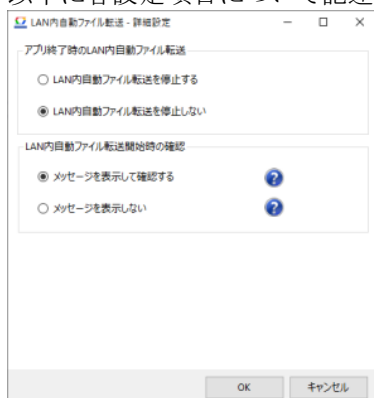 以下に各設定項目について記述
LAN内自動ファイル転送 - 詳細設定
アプリ終了時のLAN内自動ファイル転送
LAN内自動ファイル転送を停止する
LAN内自動ファイル転送を停止しない
LAN内自動ファイル転送開始時の確認
メッセージを表示して確認する
メッセージを表示しない
OK キャンセル